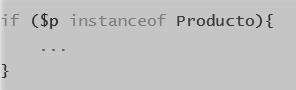 if ($p instanceof Producto){
...
}